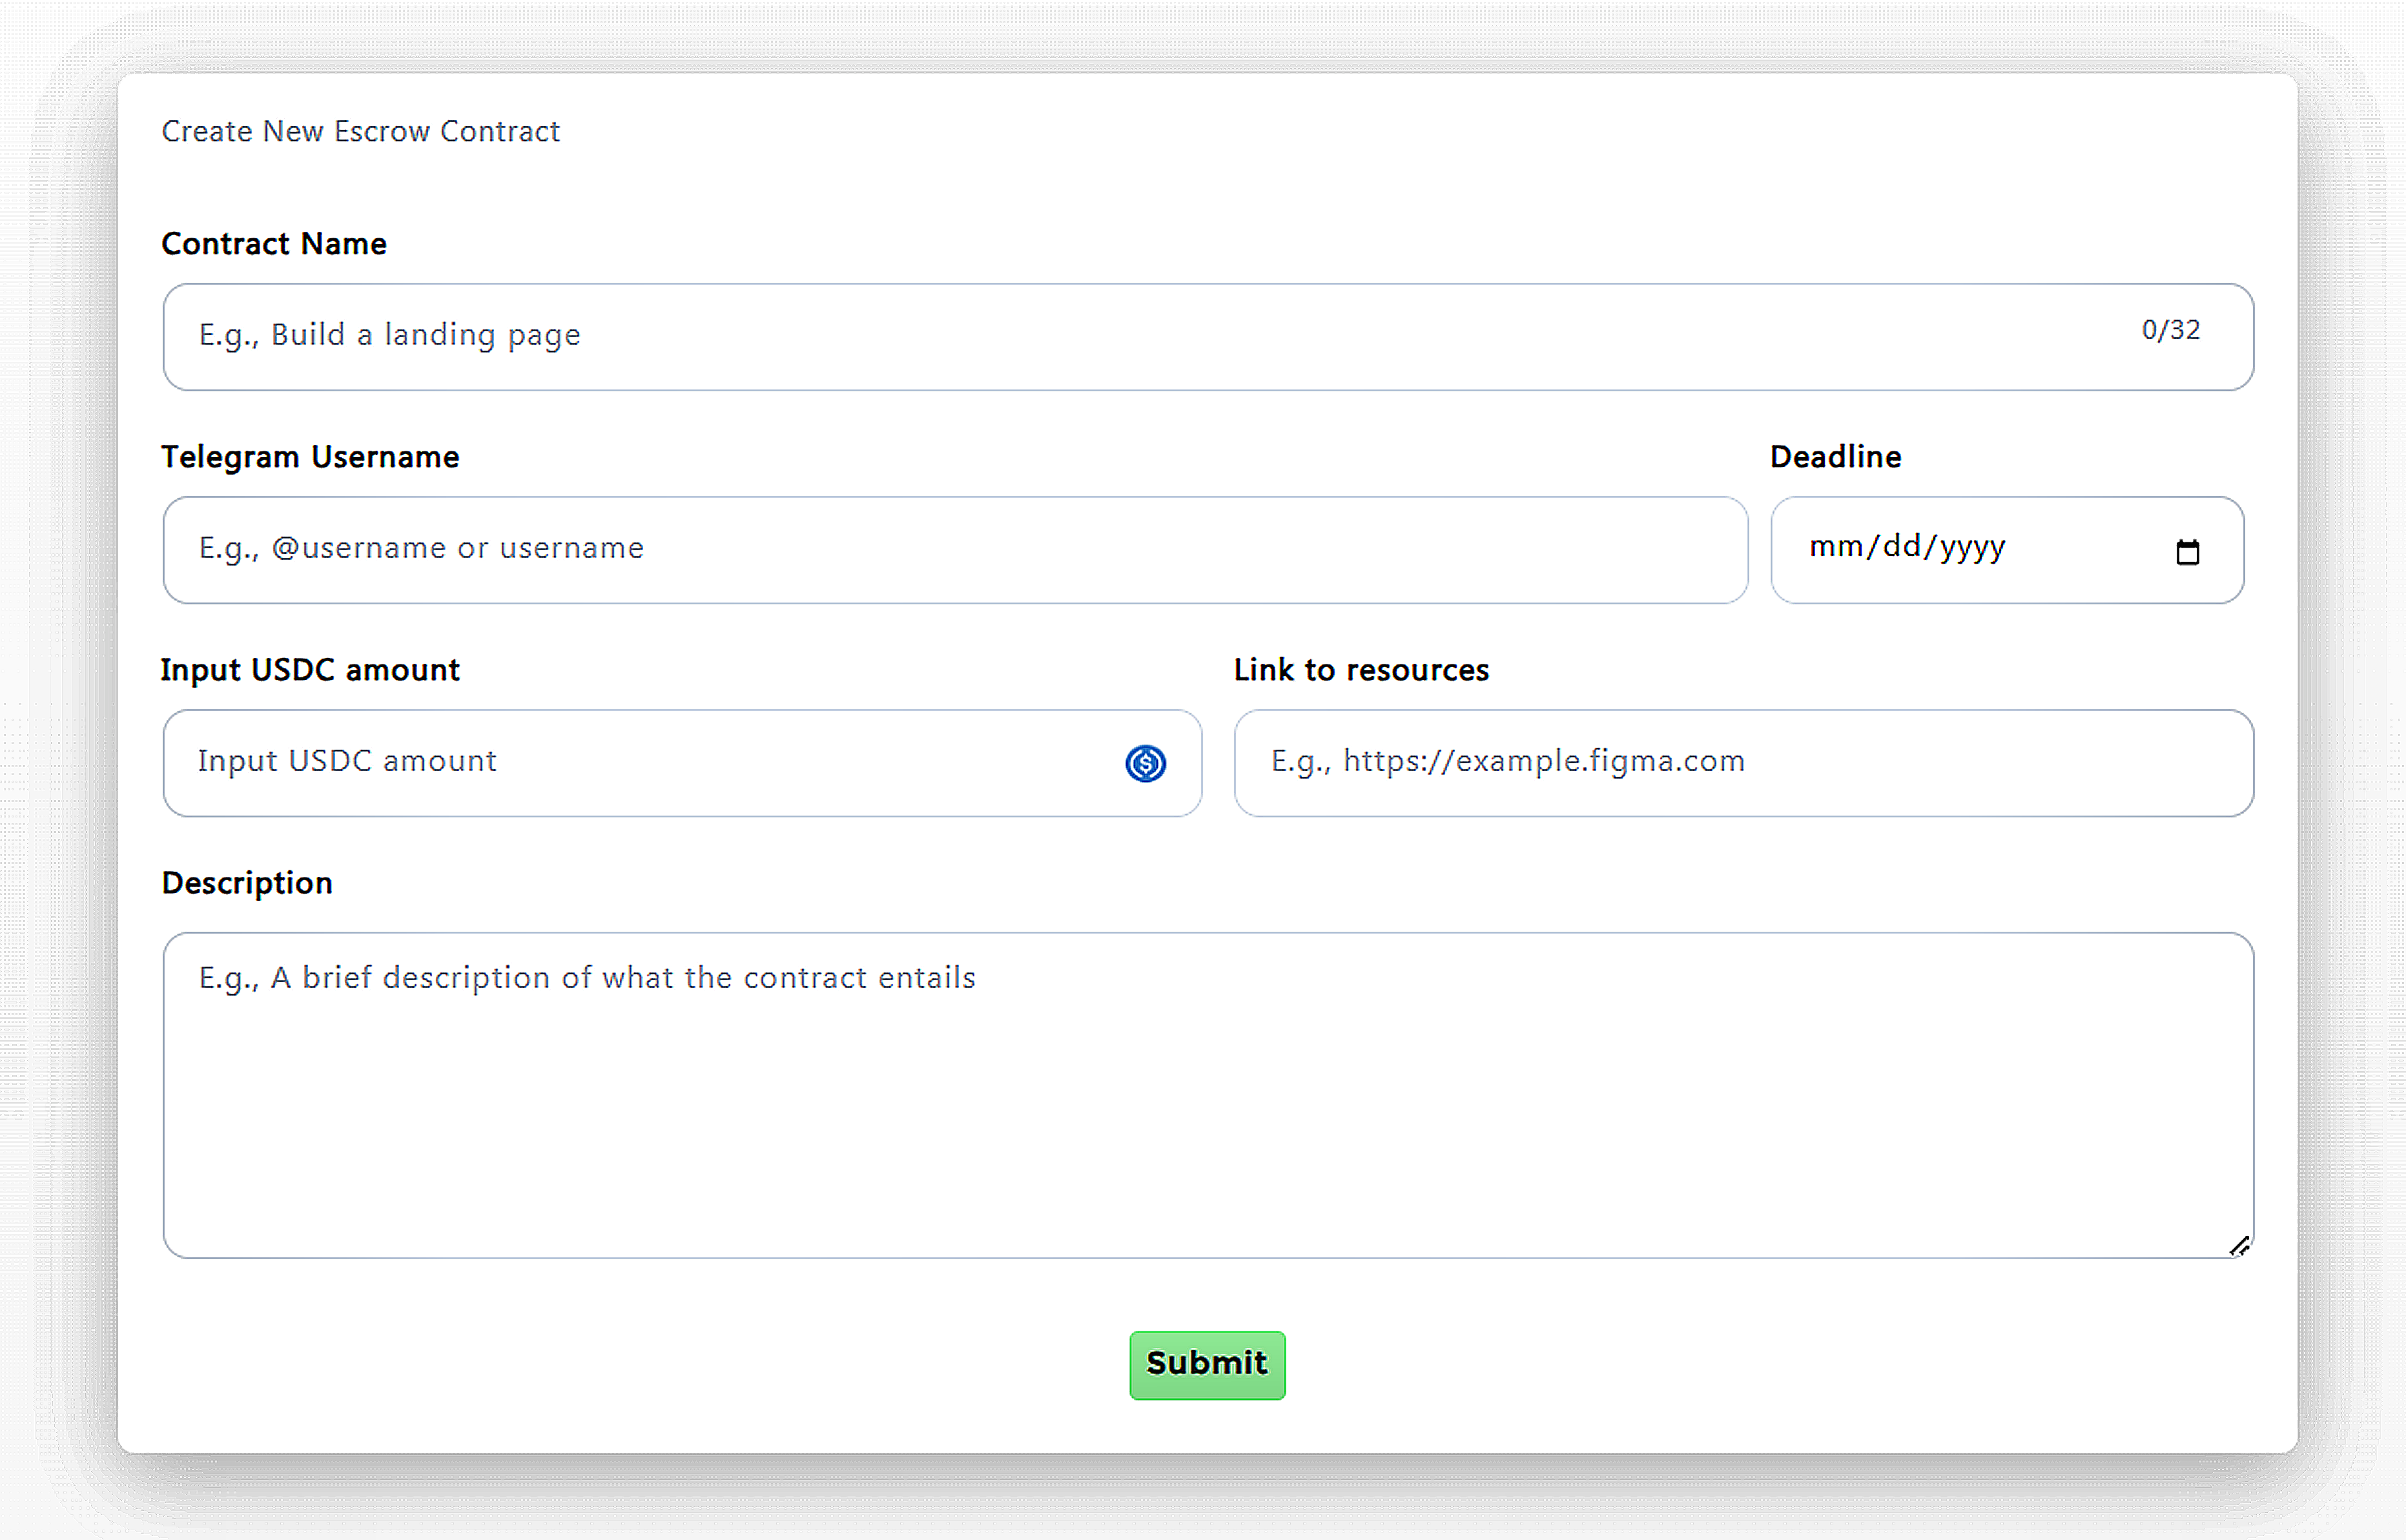 Create New Escrow Contract
Contract Name
E.g., Build a landing page
0/32
Telegram Username
Deadline
E.g., @username or username
mm/dd/yyyy
Input USDC amount
Link to resources
Input USDC amount
E.g., https://example.figma.com
Description
E.g., A brief description of what the contract entails
Submit